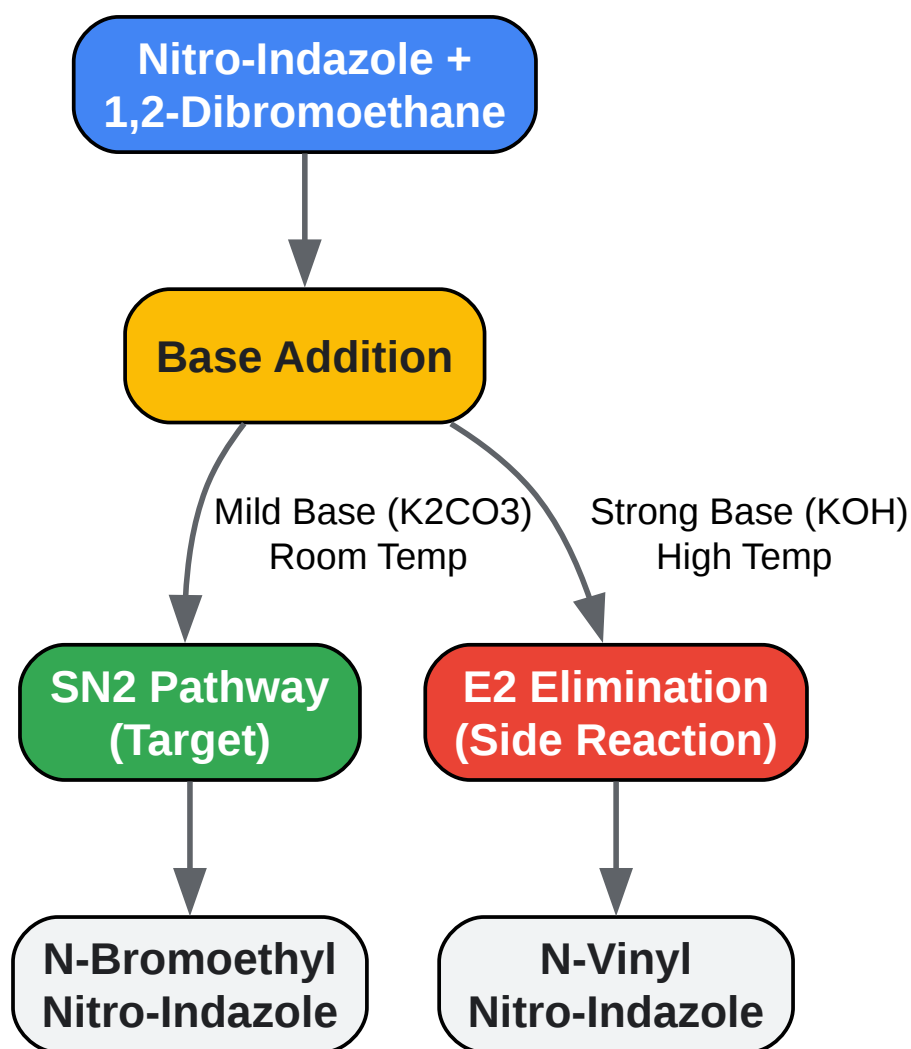 Nitro-Indazole +
1,2-Dibromoethane
Base Addition
Mild Base (K2CO3)
Room Temp
Strong Base (KOH)
High Temp
SN2 Pathway
(Target)
E2 Elimination
(Side Reaction)
N-Bromoethyl
Nitro-Indazole
N-Vinyl
Nitro-Indazole